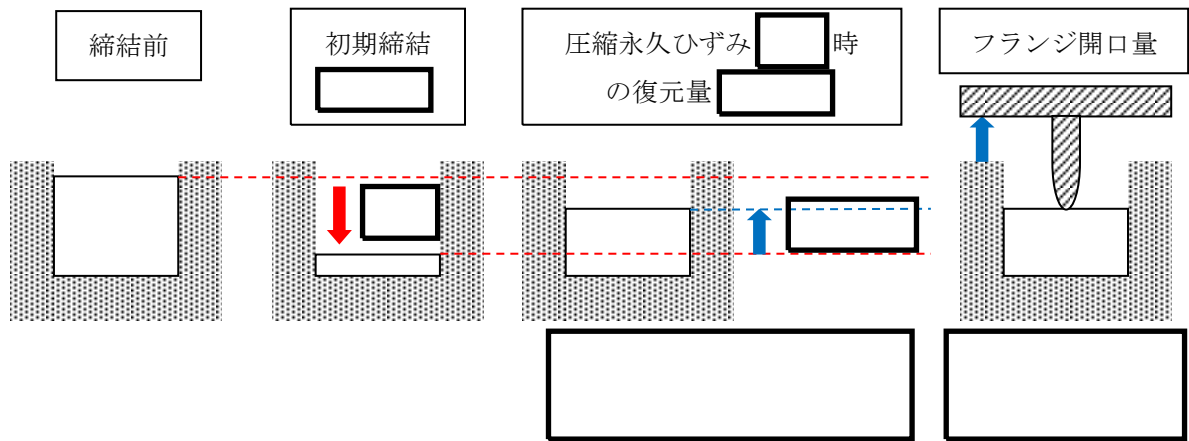 締結前
初期締結
圧縮永久ひずみ 時
の復元量
フランジ開口量